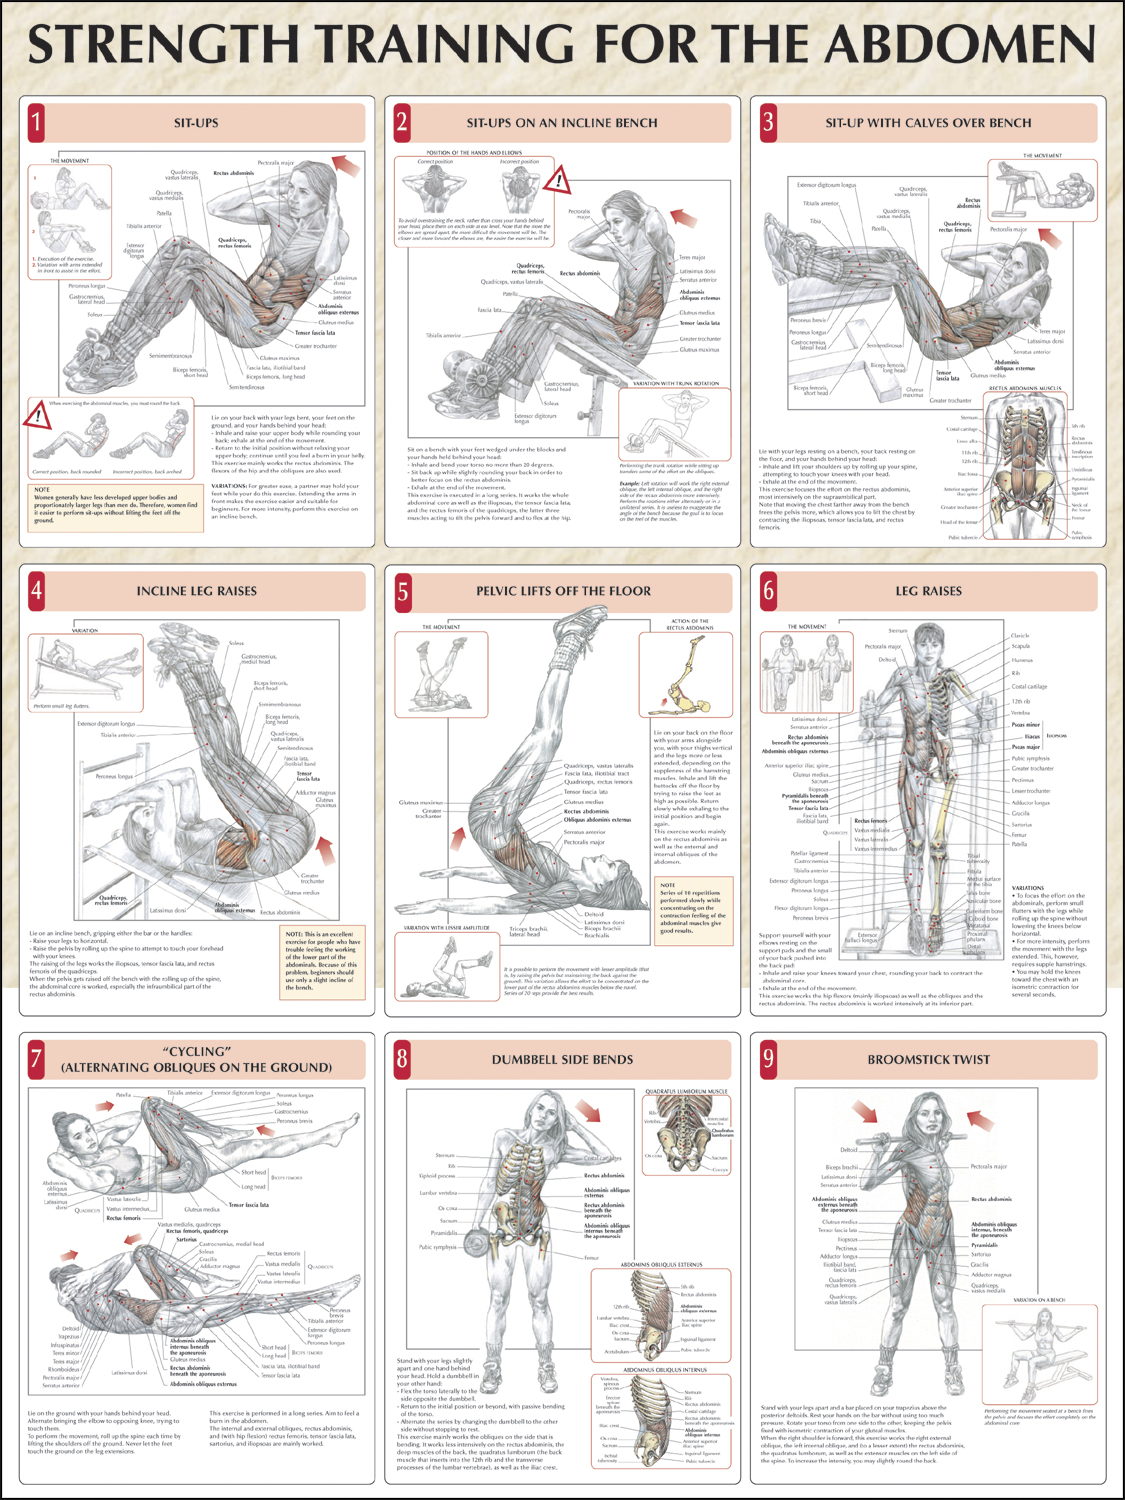 STRENGTH TRAINING FOR THE ABDOMEN
1
SIT-UPS
THE MOVEMENT
1
2
1. Execution of the exercise.
2. Variation with arms extended
in front to assist in the effort.
Pectoralis major
Quadriceps,
vastus lateralis
Rectus abdominis
Quadriceps,
vastus medialis
Patella
Tibialis anterior
Extensor
digitorum
longus
Quadriceps,
rectus femoris
Peroneus longus
Gastrocnemius,
lateral head
Soleus
Latissimus
dorsi
Serratus
anterior
Abdominis
obliquus externus
Gluteus medius
Tensor fascia lata
Greater trochanter
Gluteus maximus
Fascia lata, iliotibial band
Biceps femoris, long head
Semitendinosus
Semimembranosus
Biceps femoris,
short head
When exercising the abdominal muscles, you must round the back.
Correct position, back rounded
Incorrect position, back arched
NOTE
Women generally have less developed upper bodies and
proportionately larger legs than men do. Therefore, women find
it easier to perform sit-ups without lifting the feet off the
ground.
Lie on your back with your legs bent, your feet on the
ground, and your hands behind your head:
- Inhale and raise your upper body while rounding your
back; exhale at the end of the movement.
- Return to the initial position without relaxing your
upper body; continue until you feel a burn in your belly.
This exercise mainly works the rectus abdominis. The
flexors of the hip and the obliques are also used.
VARIATIONS: For greater ease, a partner may hold your
feet while you do this exercise. Extending the arms in
front makes the exercise easier and suitable for
beginners. For more intensity, perform this exercise on
an incline bench.
2
SIT-UPS ON AN INCLINE BENCH
POSITION OF THE HANDS AND ELBOWS
Correct position
Incorrect position
To avoid overstraining the neck, rather than cross your hands behind
your head, place them on each side at ear level. Note that the more the
elbows are spread apart, the more difficult the movement will be. The
closer and more toward the elbows are, the easier the exercise will be.
Pectoralis
major
Quadriceps,
rectus femoris
Rectus abdominis
Quadriceps, vastus lateralis
Patella
Fascia lata
Tibialis anterior
Teres major
Latissimus dorsi
Serratus anterior
Abdominis
obliquus externus
Gluteus medius
Tensor fascia lata
Greater trochanter
Gluteus maximus
Gastrocnemius,
lateral head
Soleus
Extensor digitorum
longus
VARIATION WITH TRUNK ROTATION
Performing the trunk rotation while sitting up
transfers some of the effort on the obliques.
Example: Left rotation will work the right external
oblique, the left internal oblique, and the right
side of the rectus abdominis more extensively.
Perform the rotations either alternately or in a
unilateral series. It is useless to exaggerate the
angle of the bench because the goal is to focus
on the rest of the muscles.
Sit on a bench with your feet wedged under the blocks and
your hands held behind your head:
- Inhale and bend your torso no more than 20 degrees.
- Sit back up while slightly rounding your back in order to
better focus on the rectus abdominis.
- Exhale at the end of the movement.
This exercise is executed in a long series. It works the whole
abdominal core as well as the iliopsoas, the tensor fascia lata,
and the rectus femoris of the quadriceps, the latter three
muscles acting to tilt the pelvis forward and to flex at the hip.
3
SIT-UP WITH CALVES OVER BENCH
THE MOVEMENT
Extensor digitorum longus
Tibialis anterior
Tibia
Quadriceps,
vastus lateralis
Quadriceps,
vastus medialis
Patella
Rectus
abdominis
Quadriceps,
rectus femoris
Pectoralis major
Peroneus brevis
Peroneus longus
Gastrocnemius
lateral head
Semitendinosus
Biceps femoris,
long head
Biceps femoris,
short head
Gluteus
maximus
Tensor
fascia lata
Greater trochanter
Gluteus medius
Abdominis
obliquus externus
Serratus anterior
Latissimus dorsi
Teres major
RECTUS ABDOMINIS MUSCLES
Sternum
Costal cartilage
Linea alba
11th rib
12th rib
Iliac fossa
Anterior superior
iliac spine
Greater trochanter
Head of the femur
Pubic tubercle
5th rib
Rectus
abdominis
Tendinous
inscription
Umbilicus
Pyramidalis
Inguinal
ligament
Neck of
the femur
Femur
Pubic
symphysis
Lie with your legs resting on a bench, your back resting on
the floor, and your hands behind your head:
- Inhale and lift your shoulders up by rolling up your spine,
attempting to touch your knees with your head.
- Exhale at the end of the movement.
This exercise focuses the effort on the rectus abdominis,
most intensively on the supraumbilical part.
Note that moving the chest farther away from the bench
frees the pelvis more, which allows you to lift the chest by
contracting the iliopsoas, tensor fascia lata, and rectus
femoris.
4
INCLINE LEG RAISES
VARIATION
Perform small leg flutters.
Soleus
Gastrocnemius,
medial head
Biceps femoris,
short head
Semimembranosus
Biceps femoris,
long head
Quadriceps,
vastus lateralis
Semitendinosus
Fascia lata,
iliotibial band
Tensor
fascia lata
Adductor magnus
Gluteus
maximus
Extensor digitorum longus
Tibialis anterior
Peroneus longus
Greater
trochanter
Gluteus medius
Quadriceps,
rectus femoris
Latissimus dorsi
Abdominis
obliquus externus
Rectus abdominis
Lie on an incline bench, gripping either the bar or the handles:
- Raise your legs to horizontal.
- Raise the pelvis by rolling up the spine to attempt to touch your forehead
with your knees.
The raising of the legs works the iliopsoas, tensor fascia lata, and rectus
femoris of the quadriceps.
When the pelvis gets raised off the bench with the rolling up of the spine,
the abdominal core is worked, especially the infraumbilical part of the
rectus abdominis.
NOTE: This is an excellent
exercise for people who have
trouble feeling the working
of the lower part of the
abdominals. Because of this
problem, beginners should
use only a slight incline of
the bench.
5
PELVIC LIFTS OFF THE FLOOR
THE MOVEMENT
ACTION OF THE
RECTUS ABDOMINIS
Lie on your back on the floor
with your arms alongside
you, with your thighs vertical
and the legs more or less
extended, depending on the
suppleness of the hamstring
muscles. Inhale and lift the
buttocks off the floor by
trying to raise the feet as
high as possible. Return
slowly while exhaling to the
initial position and begin
again.
This exercise works mainly
on the rectus abdominis as
well as the external and
internal obliques of the
abdomen.
Quadriceps, vastus lateralis
Fascia lata, iliotibial tract
Quadriceps, rectus femoris
Tensor fascia lata
Gluteus medius
Rectus abdominis
Obliquus abdominis externus
Serratus anterior
Pectoralis major
Gluteus maximus
Greater
trochanter
Deltoid
Latissimus dorsi
Biceps brachii
Brachialis
Triceps brachii,
lateral head
NOTE
Series of 10 repetitions
performed slowly while
concentrating on the
contraction feeling of the
abdominal muscles give
good results.
VARIATION WITH LESSER AMPLITUDE
It is possible to perform the movement with lesser amplitude (that
is, by raising the pelvis but maintaining the back against the
ground). This variation allows the effort to be concentrated on the
lower part of the rectus abdominis muscles below the navel.
Series of 20 reps provide the best results.
6
LEG RAISES
THE MOVEMENT
Sternum
Pectoralis major
Deltoid
Clavicle
Scapula
Humerus
Rib
Costal cartilage
12th rib
Vertebra
Psoas minor
Iliacus
Psoas major
ILIOPSOAS
Pubic symphysis
Greater trochanter
Pectineus
Lesser trochanter
Adductor longus
Gracilis
Sartorius
Femur
Patella
Latissimus dorsi
Serratus anterior
Rectus abdominis
beneath the aponeurosis
Abdominis obliquus externus
Anterior superior iliac, spine
Gluteus medius
Sacrum
Iliopsoas
Pyramidalis beneath
the aponeurosis
Tensor fascia lata
Fascia lata,
iliotibial band
QUADRICEPS
Rectus femoris
Vastus medialis
Vastus lateralis
Vastus intermedius
Patellar ligament
Gastrocnemius
Tibialis anterior
Extensor digitorum longus
Peroneus longus
Soleus
Flexor digitorum longus
Peroneus brevis
Extensor
hallucis longus
Tibial
tuberosity
Fibula
Medial surface
of the tibia
Talus bone
Navicular bone
Cuneiform bone
Cuboid bone
Metatarsal
Proximal
phalanx
Distal
phalanx
Support yourself with your
elbows resting on the
support pads and the small
of your back pushed into
the back pad:
- Inhale and raise your knees toward your chest, rounding your back to contract the
abdominal core.
- Exhale at the end of the movement.
This exercise works the hip flexors (mainly iliopsoas) as well as the obliques and the
rectus abdominis. The rectus abdominis is worked intensively at its inferior part.
VARIATIONS
• To focus the effort on the
abdominals, perform small
flutters with the legs while
rolling up the spine without
lowering the knees below
horizontal.
• For more intensity, perform
the movement with the legs
extended. This, however,
requires supple hamstrings.
• You may hold the knees
toward the chest with an
isometric contraction for
several seconds.
7
"CYCLING"
(ALTERNATING OBLIQUES ON THE GROUND)
Patella
Tibialis anterior
Extensor digitorum longus
Peroneus longus
Soleus
Gastrocnemius
Peroneus brevis
Short head
Long head
BICEPS FEMORIS
Tensor fascia lata
Gluteus medius
Abdominis
obliquus
externus
Latissimus
dorsi
QUADRICEPS
Vastus lateralis
Vastus intermedius
Rectus femoris
Vastus medialis, quadriceps
Rectus femoris, quadriceps
Sartorius
Gastrocnemius, medial head
Soleus
Gracilis
Adductor magnus
Rectus femoris
Vastus medialis
Vastus lateralis
Vastus intermedius
QUADRICEPS
Peroneus
brevis
Tibialis anterior
Extensor digitorum
longus
Peroneus longus
Short head
Long head
BICEPS FEMORIS
Fascia lata, iliotibial band
Tensor fascia lata
Deltoid
Trapezius
Infraspinatus
Teres minor
Teres major
Rhomboideus
Pectoralis major
Serratus anterior
Latissimus dorsi
Abdominis obliquus
internus beneath
the aponeurosis
Gluteus medius
Rectus abdominis
beneath the aponeurosis
Abdominis obliquus externus
Lie on the ground with your hands behind your head.
Alternate bringing the elbow to opposing knee, trying to
touch them.
To perform the movement, roll up the spine each time by
lifting the shoulders off the ground. Never let the feet
touch the ground on the leg extensions.
This exercise is performed in a long series. Aim to feel a
burn in the abdomen.
The internal and external obliques, rectus abdominis,
and (with hip flexion) rectus femoris, tensor fascia lata,
sartorius, and iliopsoas are mainly worked.
8
DUMBBELL SIDE BENDS
QUADRATUS LUMBORUM MUSCLE
Rib
Vertebra
Os coxa
Intercostal
muscles
Quadratus
lumborum
Sacrum
Coccyx
Sternum
Rib
Xiphoid process
Lumbar vertebra
Os coxa
Sacrum
Pyramidalis
Pubic symphysis
Costal cartilages
Rectus abdominis
Abdominis obliquus
externus
Rectus abdominis
beneath the
aponeurosis
Abdominis obliquus
internus beneath
the aponeurosis
Femur
ABDOMINIS OBLIQUUS EXTERNUS
5th rib
Rectus abdominis
Abdominis
obliquus externus
Anterior superior
iliac spine
Inguinal ligament
Pubic tubercle
12th rib
Lumbar vertebra
Iliac crest
Os coxa
Sacrum
Acetabulum
ABDOMINUS OBLIQUUS INTERNUS
Vertebra,
spinous
process
Erector
spinae
beneath the
aponeurosis
Iliac crest
Os coxa
Sacrum
Ischial
tuberosity
Sternum
Rib
Rectus abdominis
Costal cartilage
Rectus abdominis
beneath the aponeurosis
Abdominis obliquus
internus
Anterior superior
iliac spine
Inguinal ligament
Pubic tubercle
Stand with your legs slightly
apart and one hand behind
your head. Hold a dumbbell in
your other hand:
- Flex the torso laterally to the
side opposite the dumbbell.
- Return to the initial position or beyond, with passive bending
of the torso.
- Alternate the series by changing the dumbbell to the other
side without stopping to rest.
This exercise mainly works the obliques on the side that is
bending. It works less intensively on the rectus abdominis, the
deep muscles of the back, the quadratus lumborum (the back
muscle that inserts into the 12th rib and the transverse
processes of the lumbar vertebrae), as well as the iliac crest.
9
BROOMSTICK TWIST
Deltoid
Biceps brachii
Latissimus dorsi
Serratus anterior
Abdominis obliquus
externus beneath
the aponeurosis
Gluteus medius
Tensor fascia lata
Iliopsoas
Pectineus
Adductor longus
Iliotibial band,
fascia lata
Quadriceps,
rectus femoris
Quadriceps,
vastus lateralis
Pectoralis major
Rectus abdominis
Abdominis obliquus
internus, beneath
the aponeurosis
Pyramidalis
Sartorius
Gracilis
Adductor magnus
Quadriceps,
vastus medialis
VARIATION ON A BENCH
Performing the movement seated at a bench fixes
the pelvis and focuses the effort completely on the
abdominal core.
Stand with your legs apart and a bar placed on your trapezius above the
posterior deltoids. Rest your hands on the bar without using too much
pressure. Rotate your torso from one side to the other, keeping the pelvis
fixed with isometric contraction of your gluteal muscles.
When the right shoulder is forward, this exercise works the right external
oblique, the left internal oblique, and (to a lesser extent) the rectus abdominis,
the quadratus lumborum, as well as the extensor muscles on the left side of
the spine. To increase the intensity, you may slightly round the back.